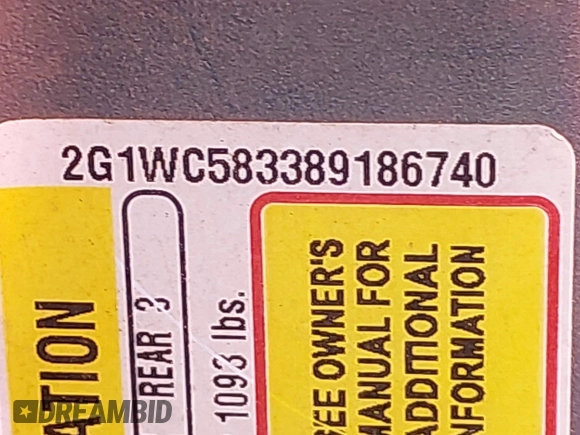 2G1WC583389186740
ATION
REAR 3
1093 lbs.
SEE OWNER'S
MANUAL FOR
ADDITIONAL
INFORMATION
DREAMBID